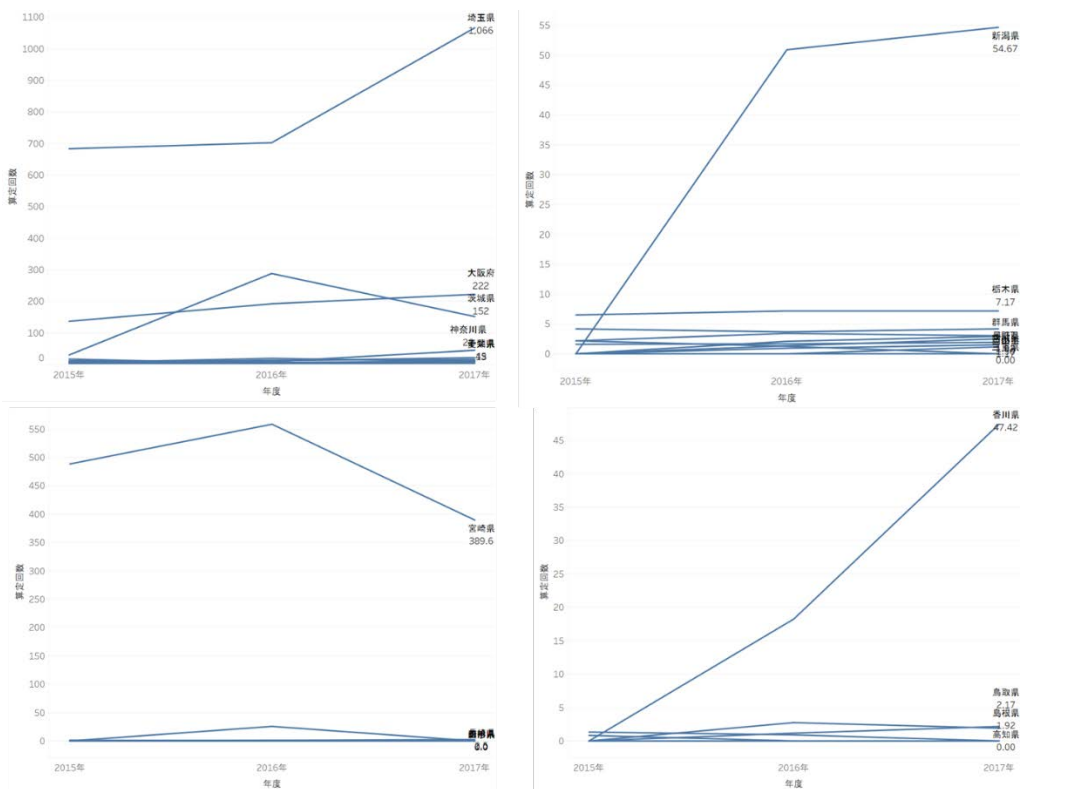 1100
1000
900
800
700
600
500
400
300
200
100
0
算定回数
埼玉県
1,066
大阪府
222
茨城県
152
神奈川県
2015年
2016年
2017年
年度
55
50
45
40
35
30
25
20
15
10
5
0
算定回数
新潟県
54.67
栃木県
7.17
群馬県
0.00
2015年
2016年
2017年
年度
550
500
450
400
350
300
250
200
150
100
50
0
算定回数
宮崎県
389.6
2015年
2016年
2017年
年度
45
40
35
30
25
20
15
10
5
0
算定回数
香川県
47.42
鳥取県
2.17
島根県
1.92
高知県
0.00
2015年
2016年
2017年
年度